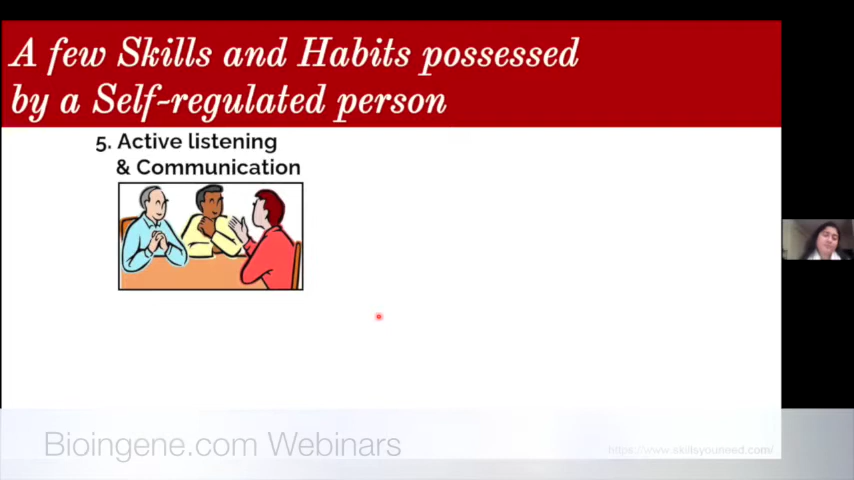 A few Skills and Habits possessed
by a Self-regulated person
5. Active listening
& Communication
Bioingene.com Webinars
https://www.skillsyouneed.com/